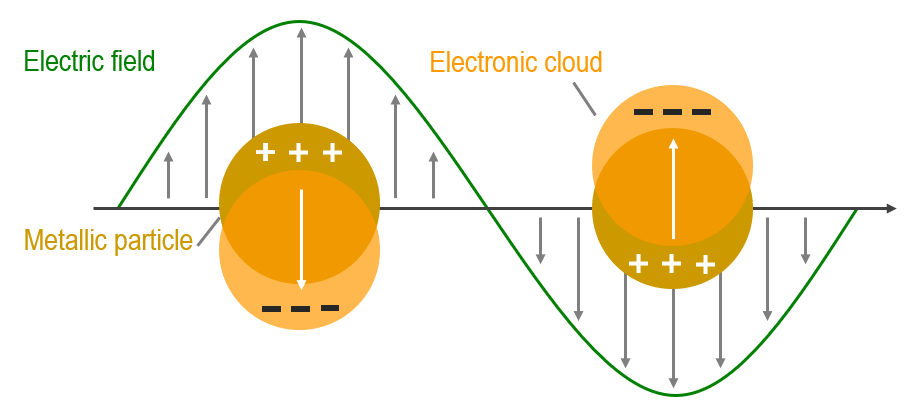 Electric field
Electronic cloud
+ + +
Metallic particle
+ + +